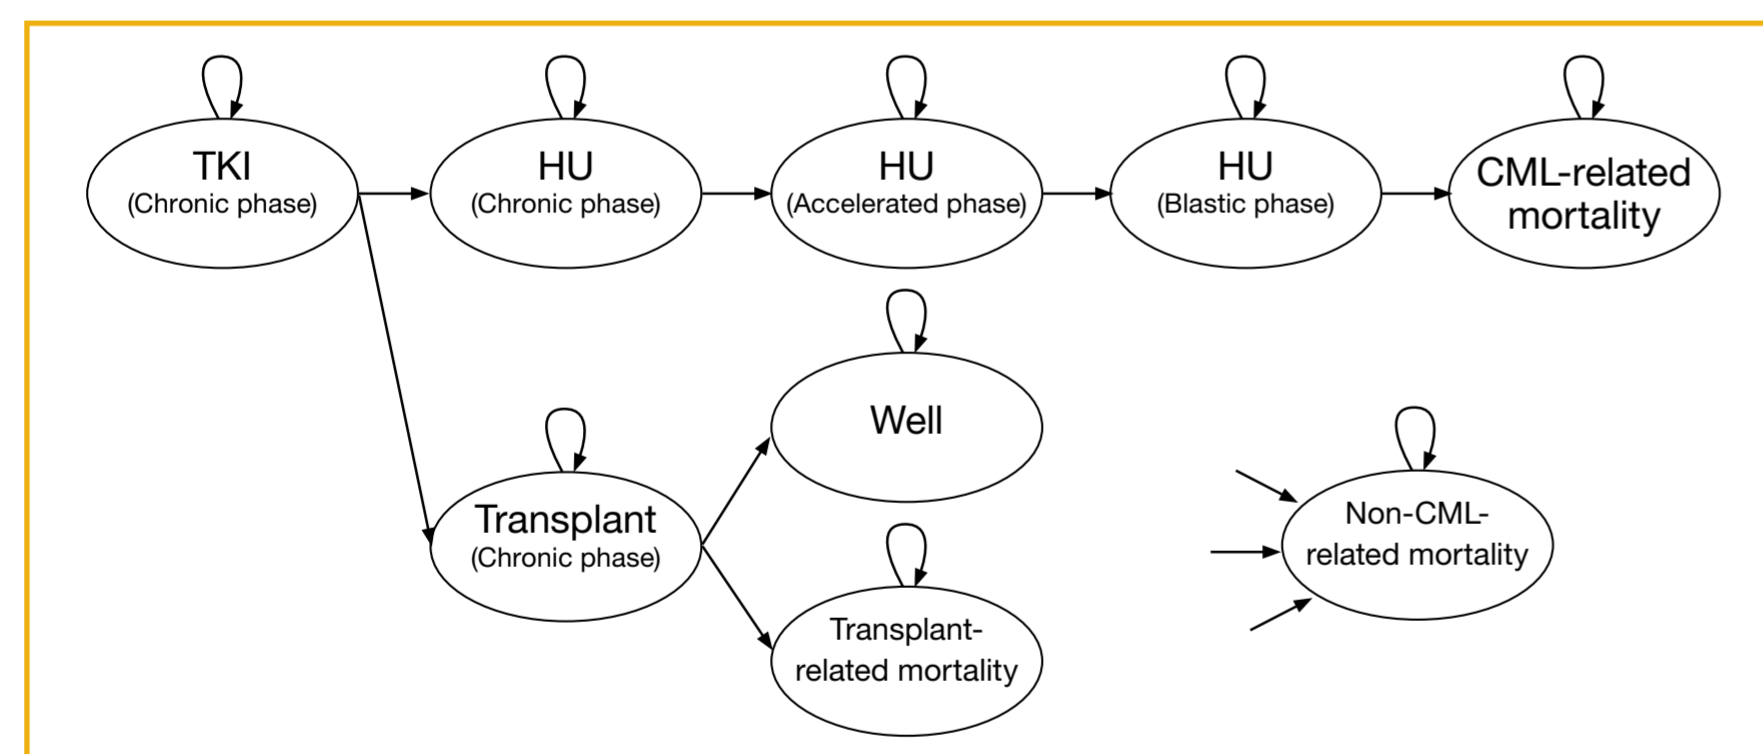 TKI
(Chronic phase)
HU
(Chronic phase)
HU
(Accelerated phase)
HU
(Blastic phase)
CML-related
mortality
Well
Transplant
(Chronic phase)
Non-CML-
related mortality
Transplant-
related mortality